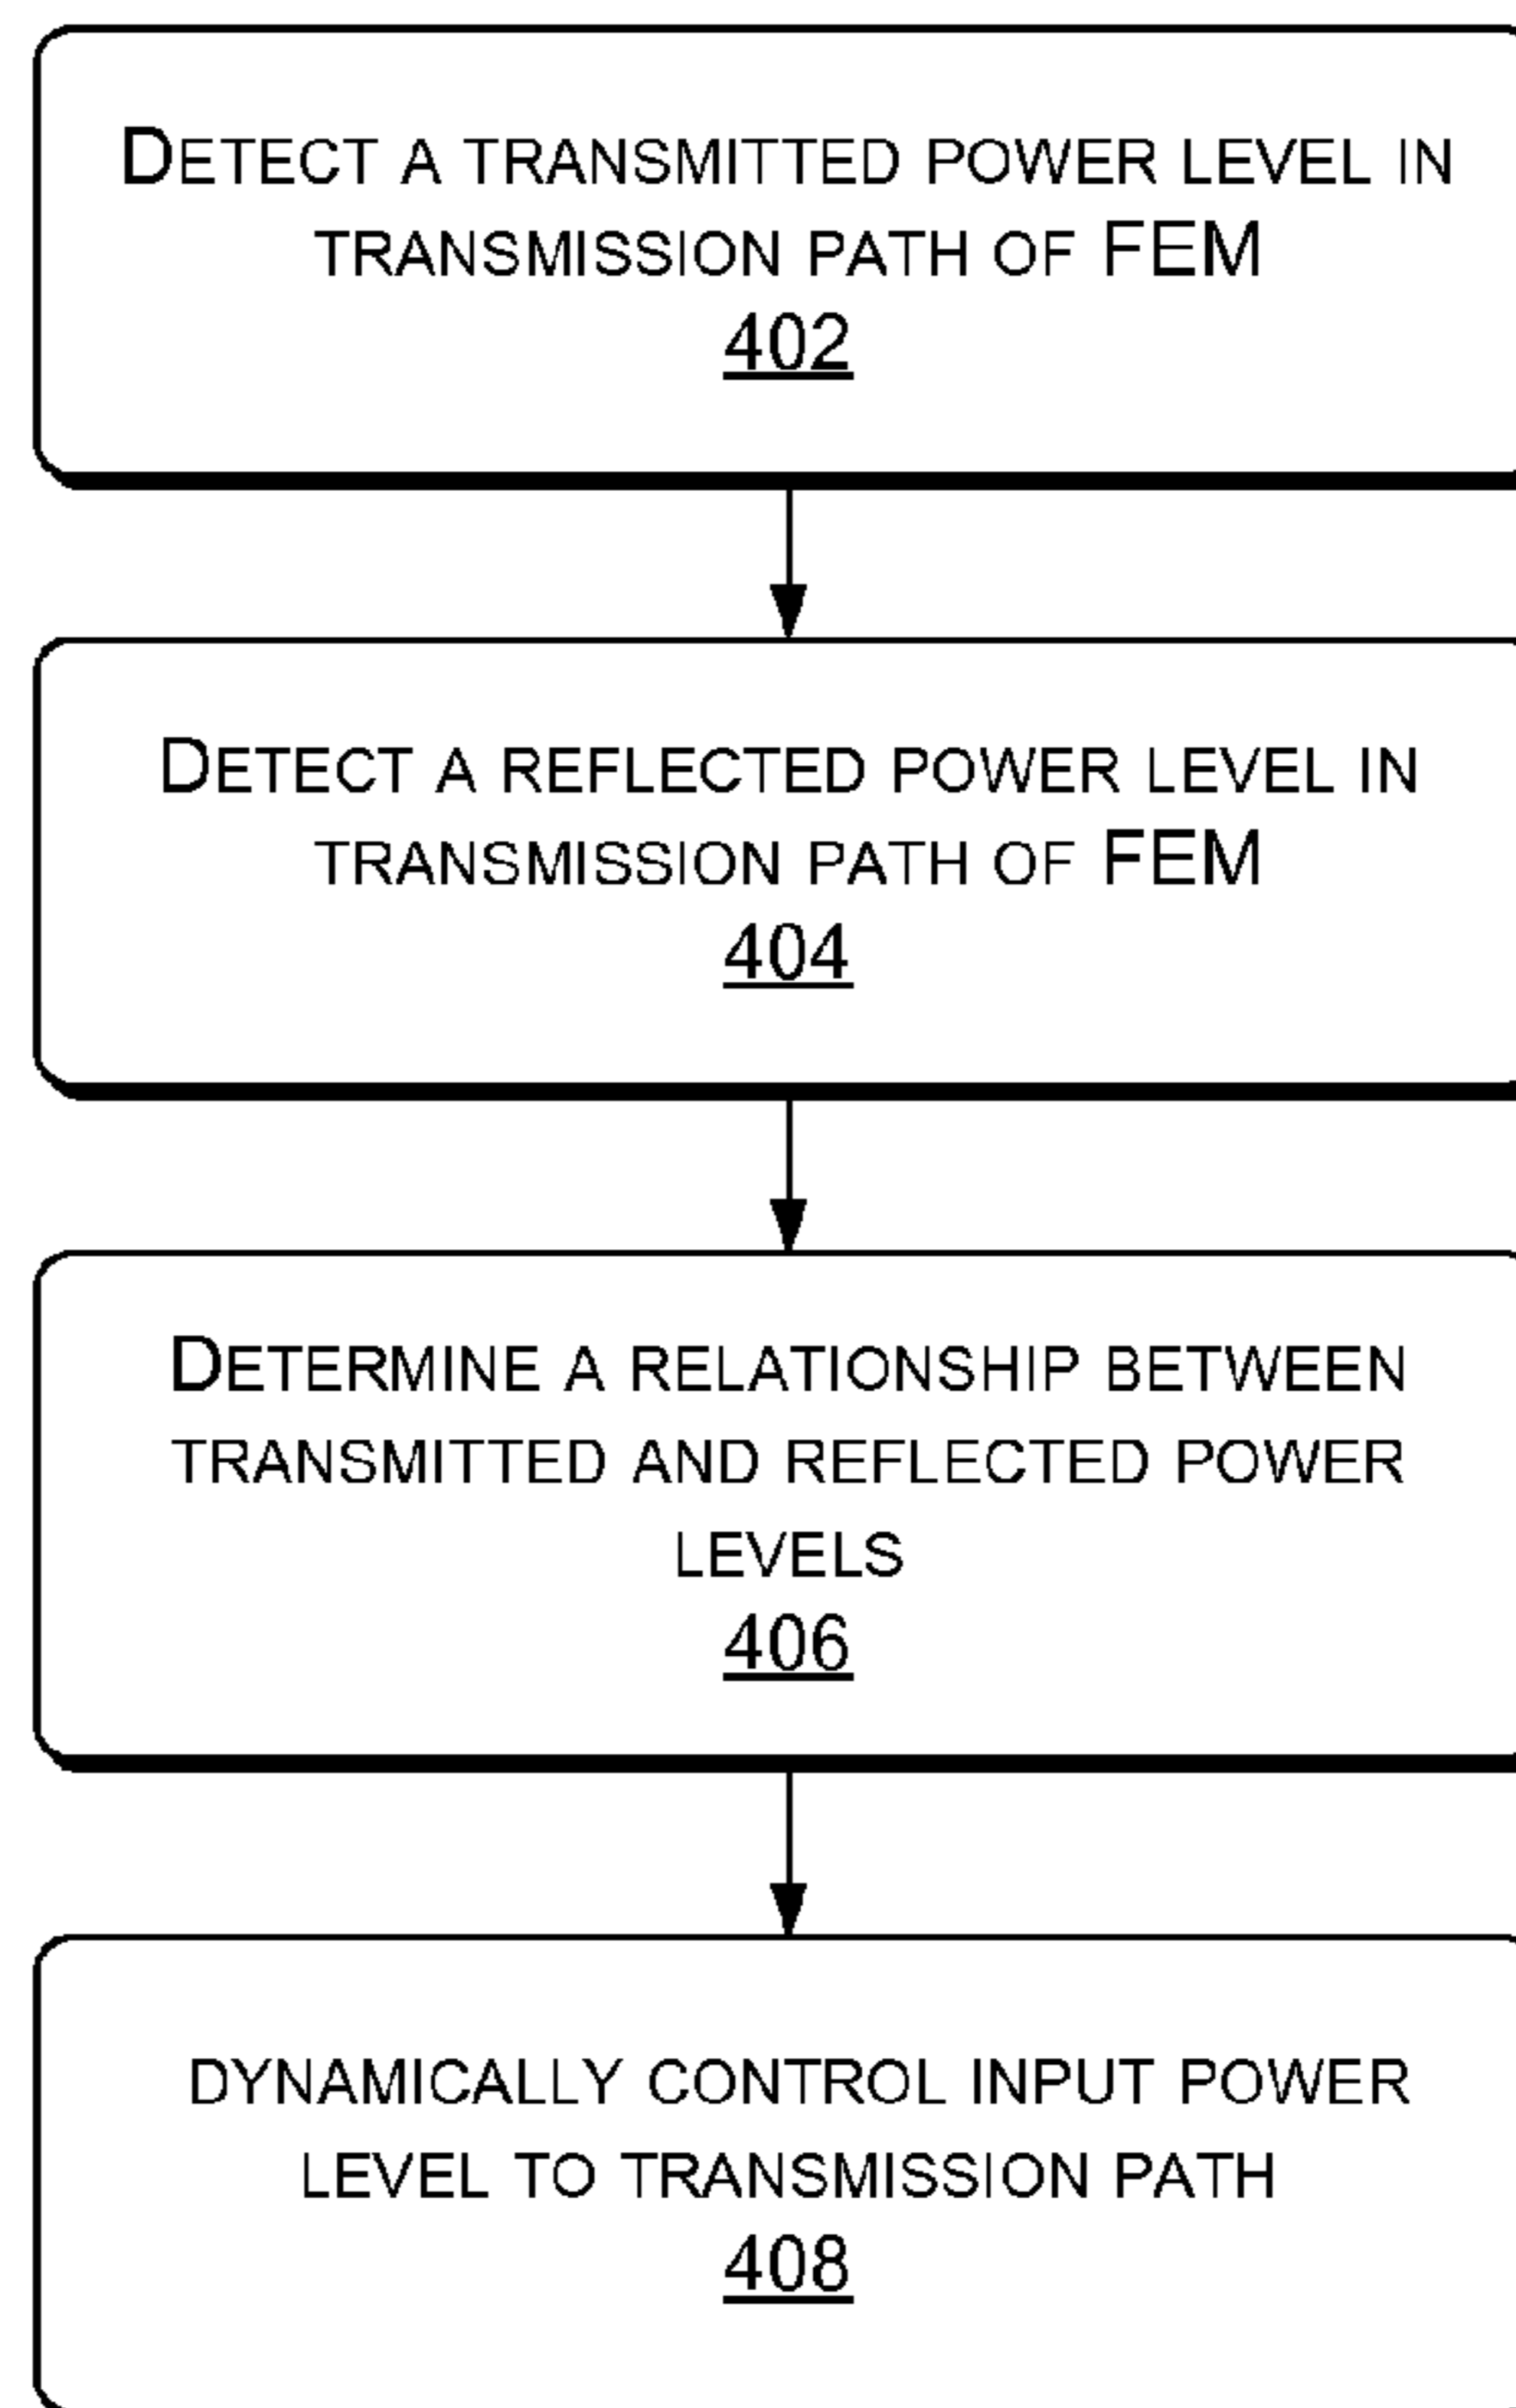 DETECT A TRANSMITTED POWER LEVEL IN
TRANSMISSION PATH OF FEM
402
DETECT A REFLECTED POWER LEVEL IN
TRANSMISSION PATH OF FEM
404
DETERMINE A RELATIONSHIP BETWEEN
TRANSMITTED AND REFLECTED POWER
LEVELS
406
DYNAMICALLY CONTROL INPUT POWER
LEVEL TO TRANSMISSION PATH
408